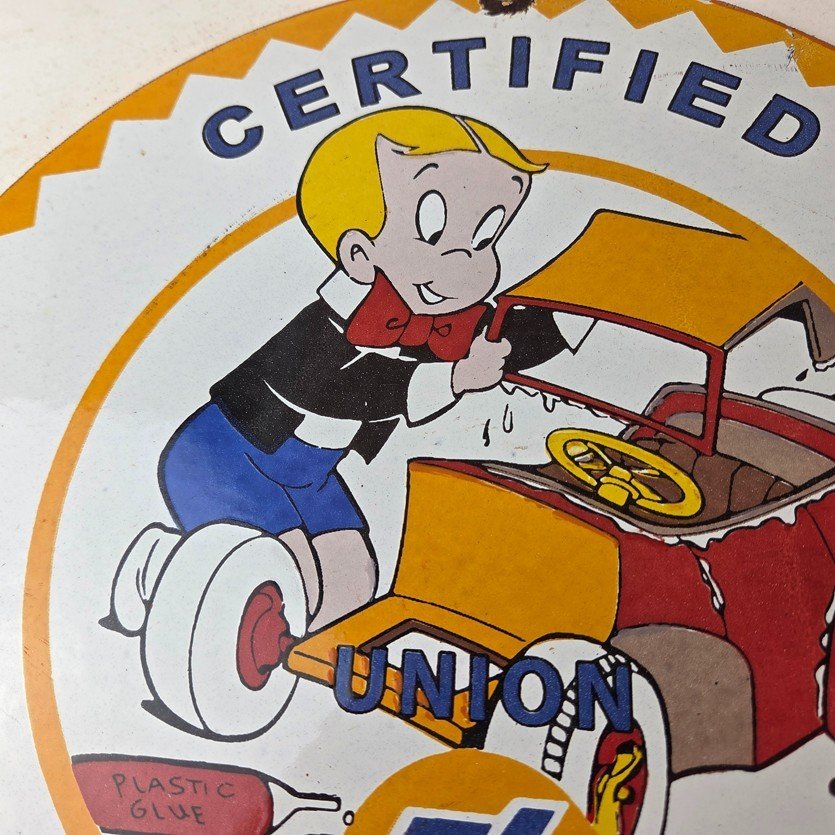 CERTIFIED
UNION
PLASTIC
GLUE